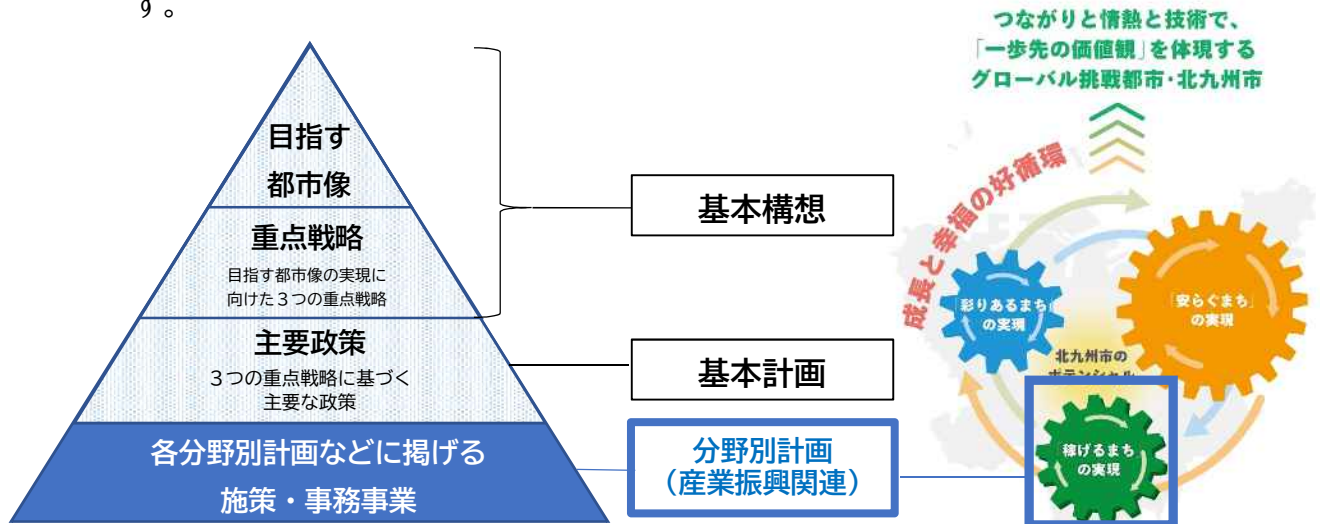 す。
目指す
都市像
重点戦略
目指す都市像の実現に
向けた３つの重点戦略
主要政策
３つの重点戦略に基づく
主要な政策
各分野別計画などに掲げる
施策・事務事業
基本構想
基本計画
分野別計画
（産業振興関連）
つながりと情熱と技術で、
「一歩先の価値観」を体現する
グローバル挑戦都市・北九州市
成長と幸福の好循環
「彩りあるまち」
の実現
「安らぐまち」
の実現
北九州市の
ポテンシャル
「稼げるまち」
の実現